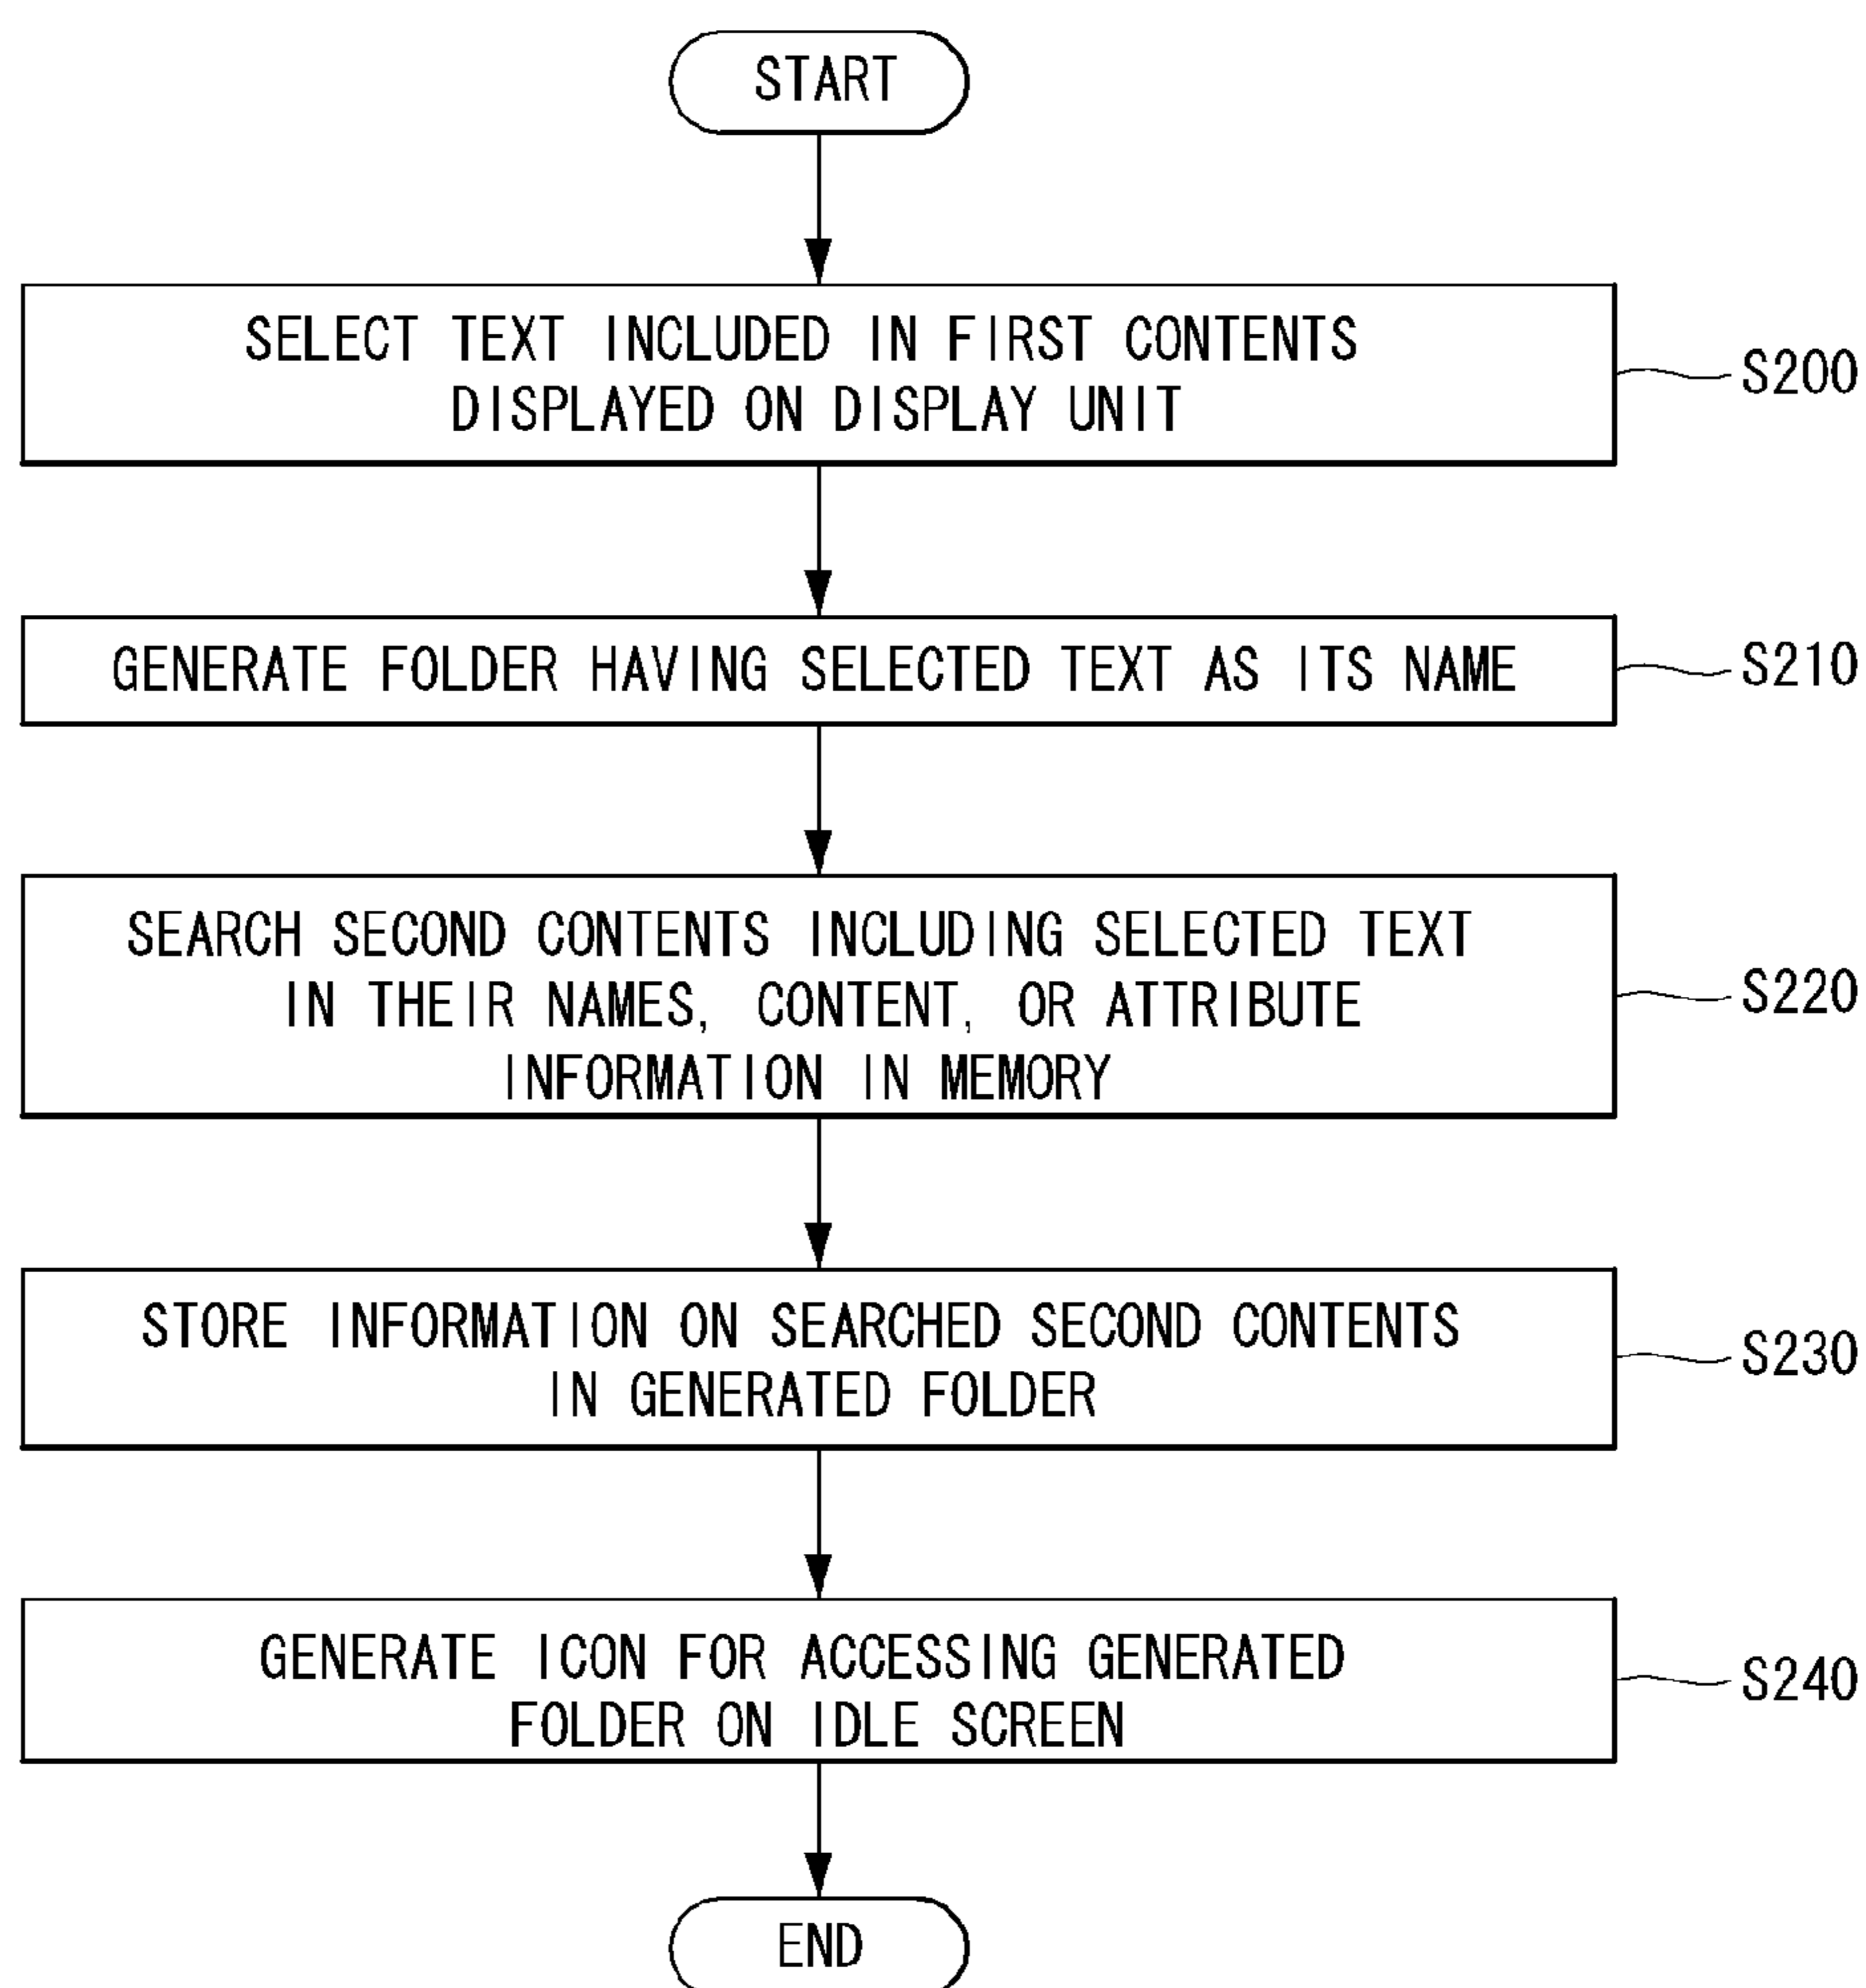 START
SELECT TEXT INCLUDED IN FIRST CONTENTS
DISPLAYED ON DISPLAY UNIT
S200
GENERATE FOLDER HAVING SELECTED TEXT AS ITS NAME
S210
SEARCH SECOND CONTENTS INCLUDING SELECTED TEXT
IN THEIR NAMES, CONTENT, OR ATTRIBUTE
INFORMATION IN MEMORY
S220
STORE INFORMATION ON SEARCHED SECOND CONTENTS
IN GENERATED FOLDER
S230
GENERATE ICON FOR ACCESSING GENERATED
FOLDER ON IDLE SCREEN
S240
END